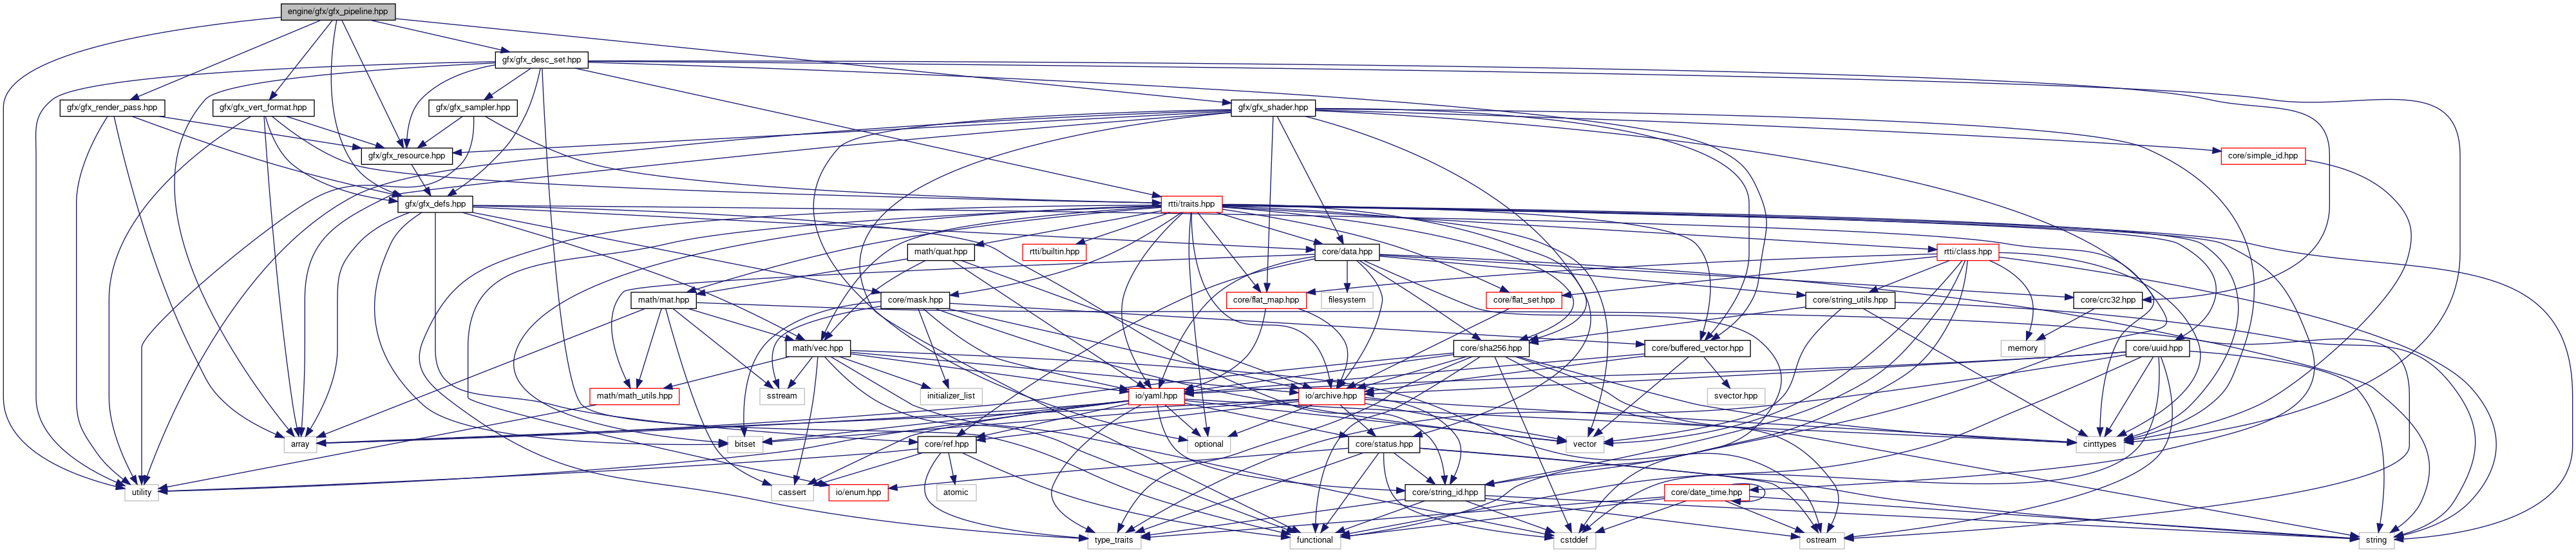 engine/gfx/gfx_pipeline.hpp
gfx/gfx_desc_set.hpp
gfx/gfx_render_pass.hpp
gfx/gfx_vert_format.hpp
gfx/gfx_sampler.hpp
gfx/gfx_shader.hpp
gfx/gfx_resource.hpp
core/simple_id.hpp
gfx/gfx_defs.hpp
rtti/traits.hpp
math/quat.hpp
rtti/builtin.hpp
core/data.hpp
rtti/class.hpp
math/mat.hpp
core/mask.hpp
core/flat_map.hpp
filesystem
core/flat_set.hpp
core/string_utils.hpp
core/crc32.hpp
math/vec.hpp
core/sha256.hpp
core/buffered_vector.hpp
memory
core/uuid.hpp
math/math_utils.hpp
sstream
initializer_list
io/yaml.hpp
io/archive.hpp
svector.hpp
array
bitset
core/ref.hpp
optional
core/status.hpp
vector
cinttypes
utility
cassert
io/enum.hpp
atomic
core/string_id.hpp
core/date_time.hpp
type_traits
functional
cstddef
ostream
string